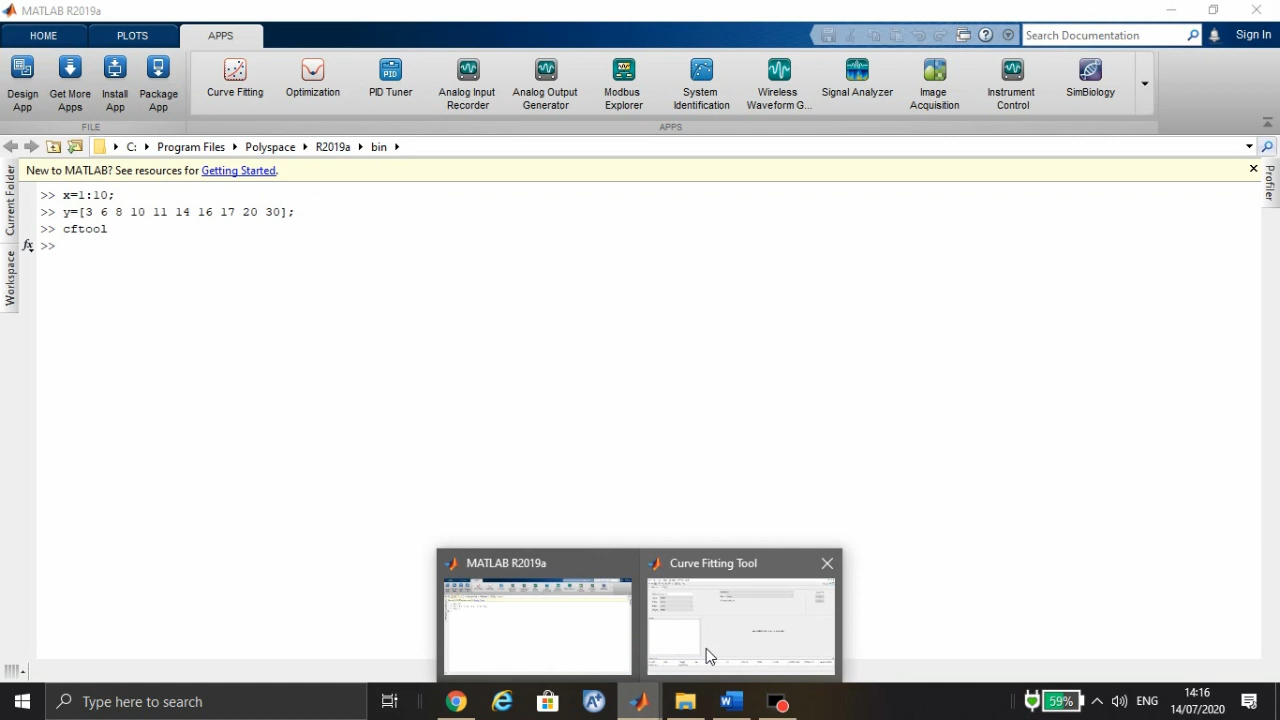 MATLAB R2019a
HOME PLOTS APPS
Search Documentation
Sign In
Design App
Get More Apps
Install App
Package App
Curve Fitting
Optimization
PID Tuner
Analog Input Recorder
Analog Output Generator
Modbus Explorer
System Identification
Wireless Waveform G...
Signal Analyzer
Image Acquisition
Instrument Control
SimBiology
FILE
APPS
C: Program Files Polyspace R2019a bin
New to MATLAB? See resources for Getting Started.
Current Folder
Workspace
Profiler
>> x=1:10;
>> y=[3 6 8 10 11 14 16 17 20 30];
>> cftool
fx >>
MATLAB R2019a
Curve Fitting Tool
Type here to search
59%
ENG
14:16
14/07/2020